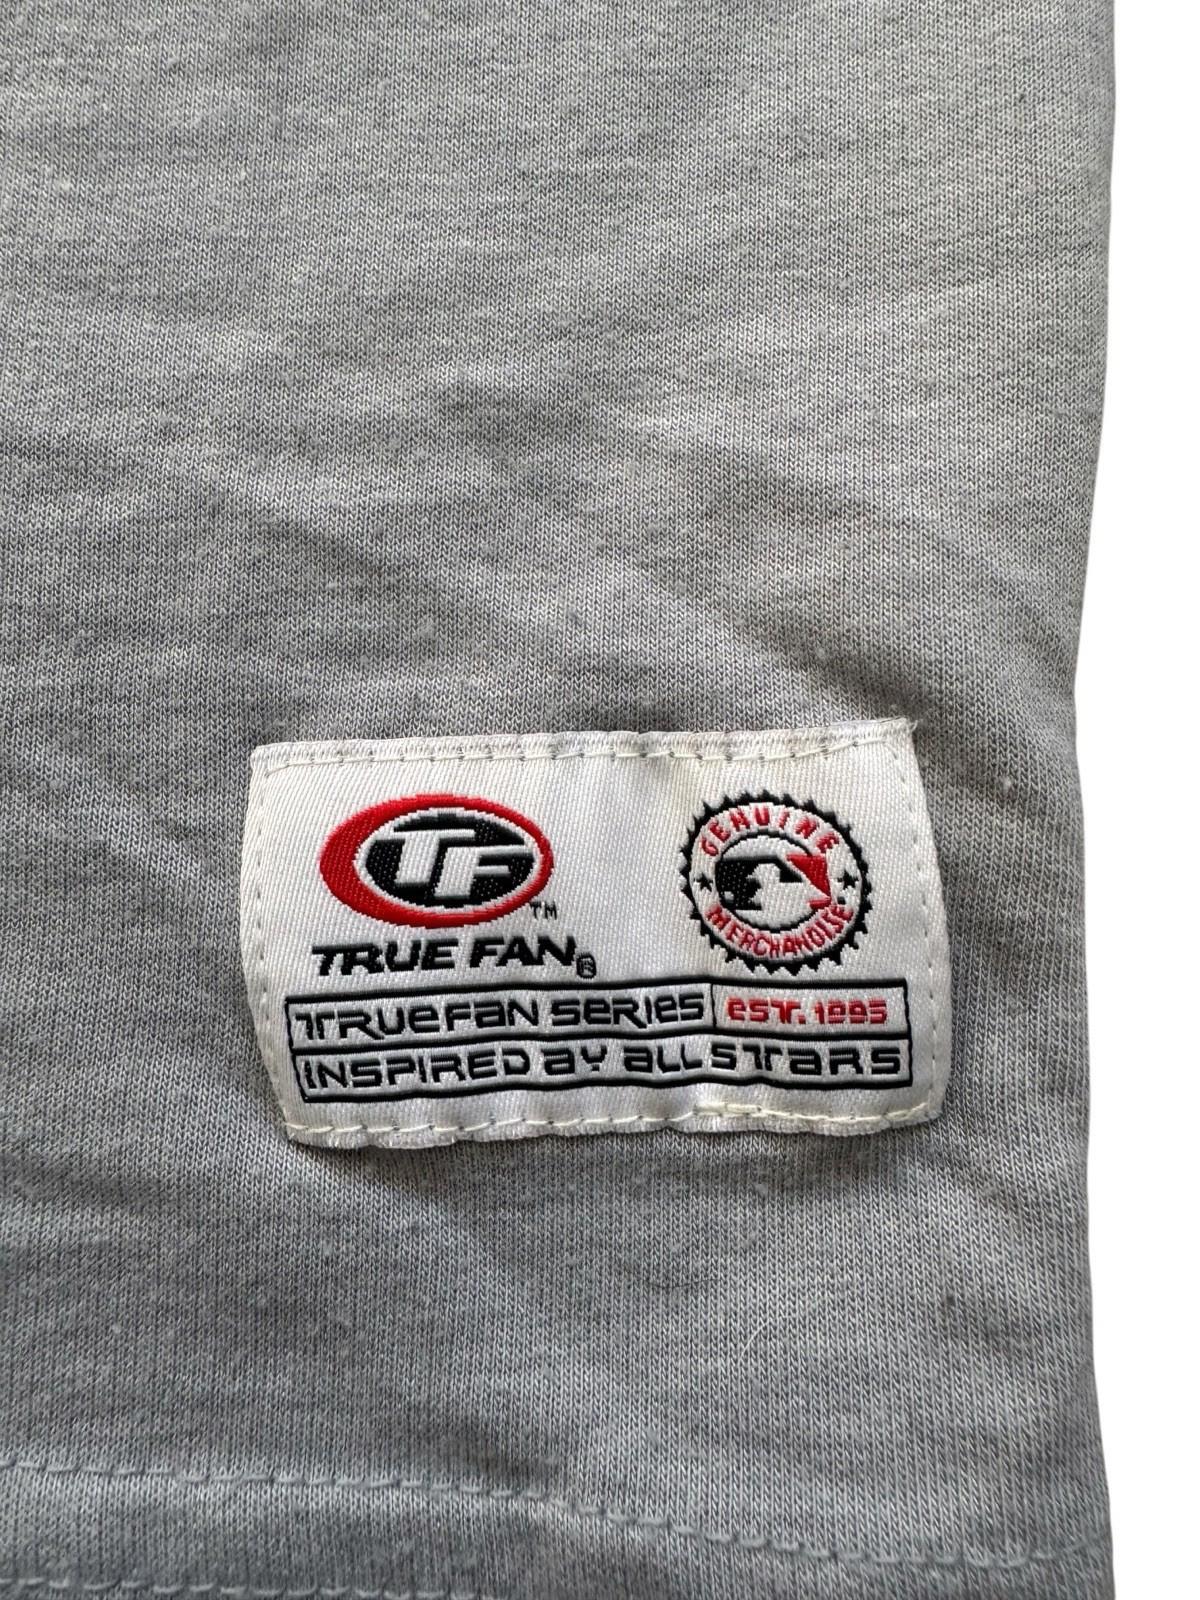 TF
TM
TRUE FAN®
GENUINE
MERCHANDISE
TRUEFAN SERIES EST. 1995
INSPIRED BY ALL STARS